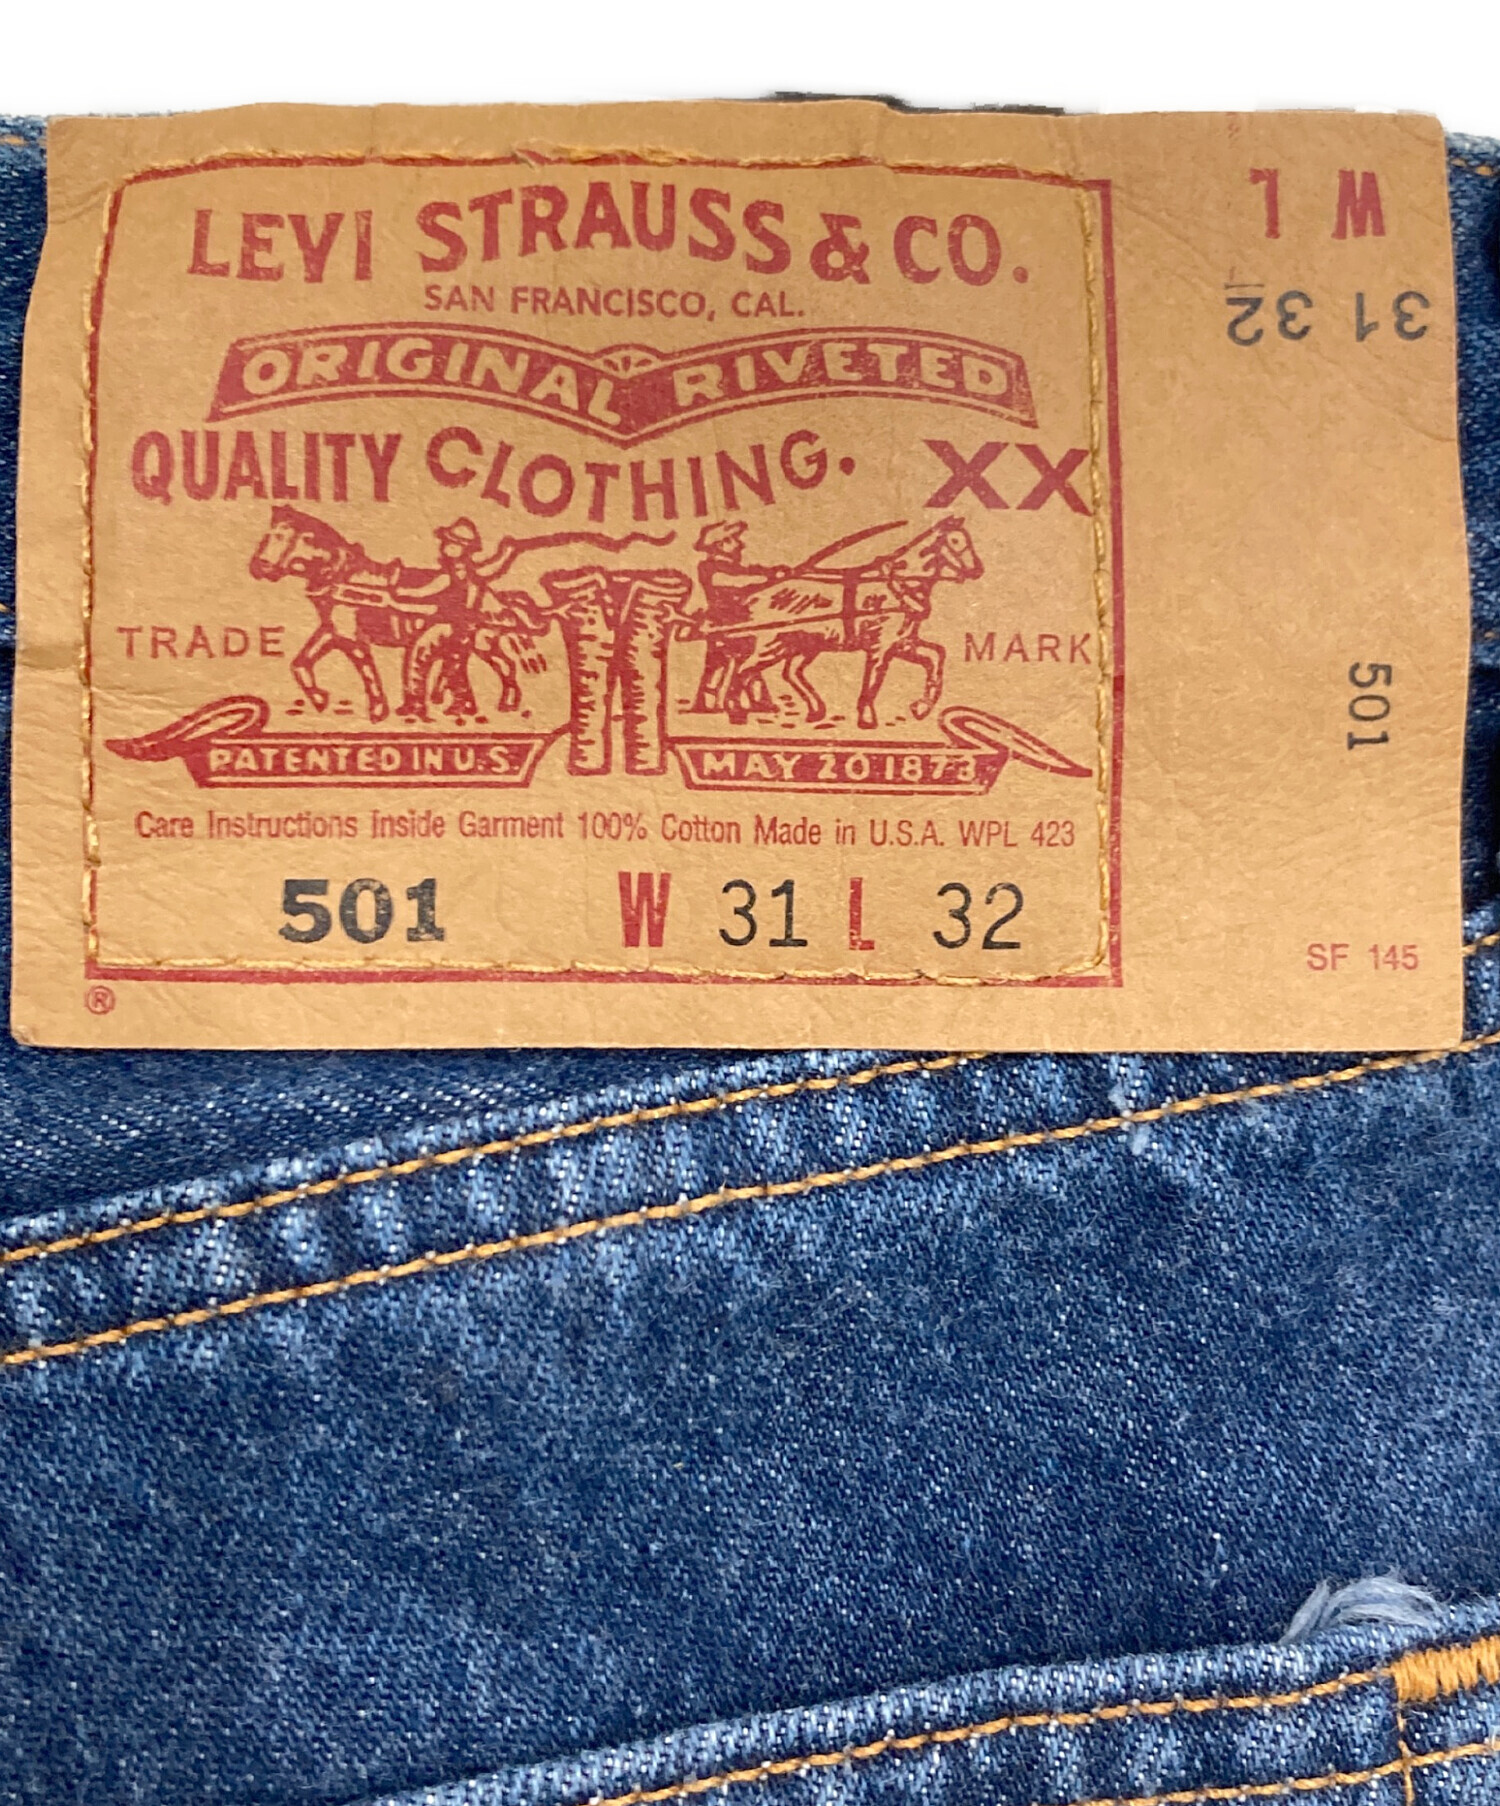 LEVI STRAUSS & CO.
SAN FRANCISCO, CAL.
ORIGINAL RIVETED
QUALITY CLOTHING. XX
TRADE MARK
PATENTED IN U.S. MAY 20 1873
Care Instructions Inside Garment 100% Cotton Made in U.S.A. WPL 423
501 W 31 L 32
®
W L
31 32
501
SF 145